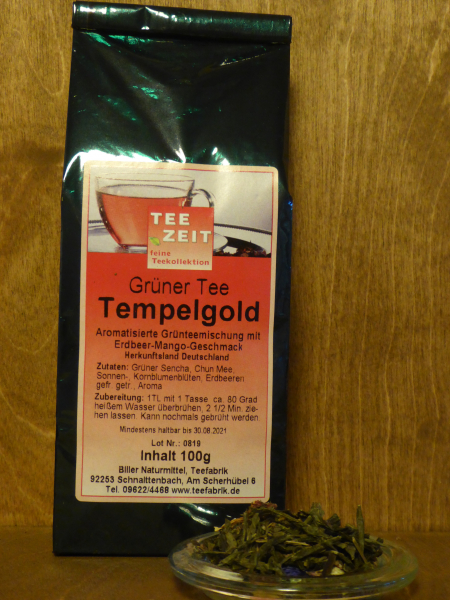 TEE
ZEIT
feine
Teekollektion
Grüner Tee
Tempelgold
Aromatisierte Grünteemischung mit
Erdbeer-Mango-Geschmack
Herkunftsland Deutschland
Zutaten: Grüner Sencha, Chun Mee,
Sonnen-, Kornblumenblüten, Erdbeeren
gefr. getr., Aroma
Zubereitung: 1TL mit 1 Tasse ca. 80 Grad
heißem Wasser überbrühen, 2 1/2 Min. zie-
hen lassen. Kann nochmals gebrüht werden.
Mindestens haltbar bis 30.08.2021
Lot Nr.: 0819
Inhalt 100g
Biller Naturmittel, Teefabrik
92253 Schnalttenbach, Am Scherhübel 6
Tel. 09622/4468 www.teefabrik.de